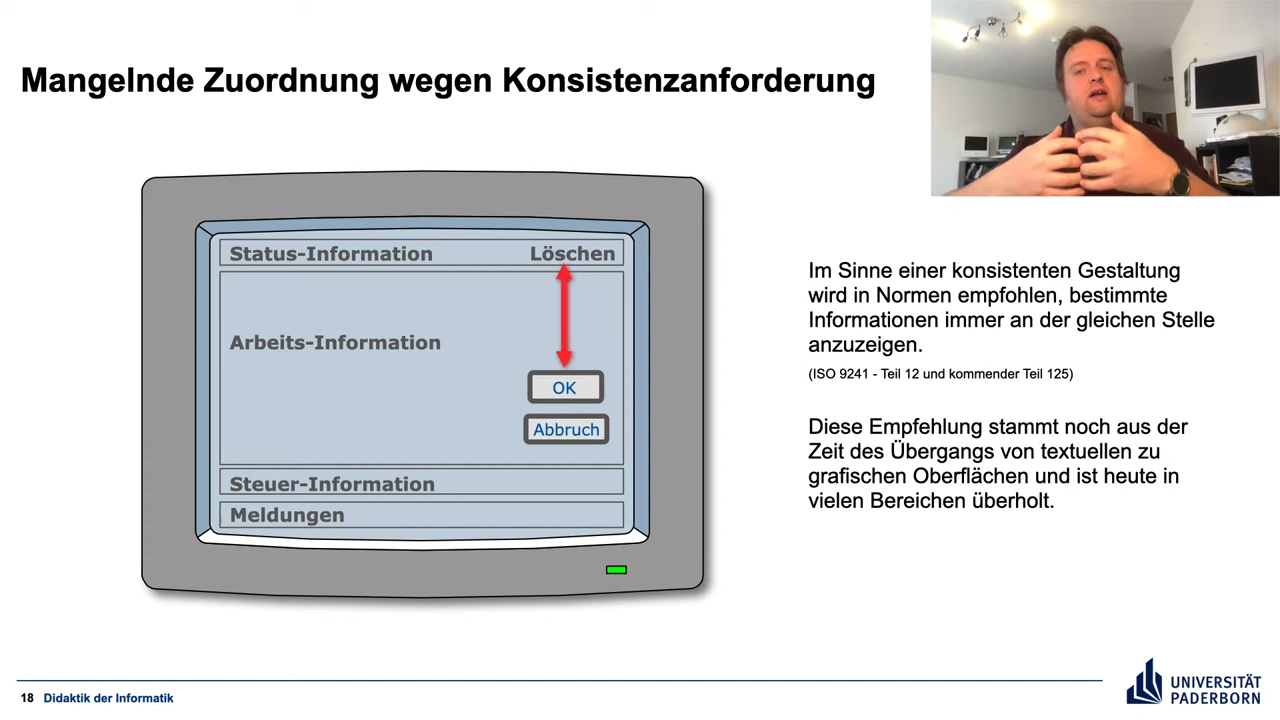 Mangelnde Zuordnung wegen Konsistenzanforderung
Status-Information Löschen
Arbeits-Information
OK
Abbruch
Steuer-Information
Meldungen
Im Sinne einer konsistenten Gestaltung
wird in Normen empfohlen, bestimmte
Informationen immer an der gleichen Stelle
anzuzeigen.
(ISO 9241 - Teil 12 und kommender Teil 125)
Diese Empfehlung stammt noch aus der
Zeit des Übergangs von textuellen zu
grafischen Oberflächen und ist heute in
vielen Bereichen überholt.
18 Didaktik der Informatik
UNIVERSITÄT
PADERBORN